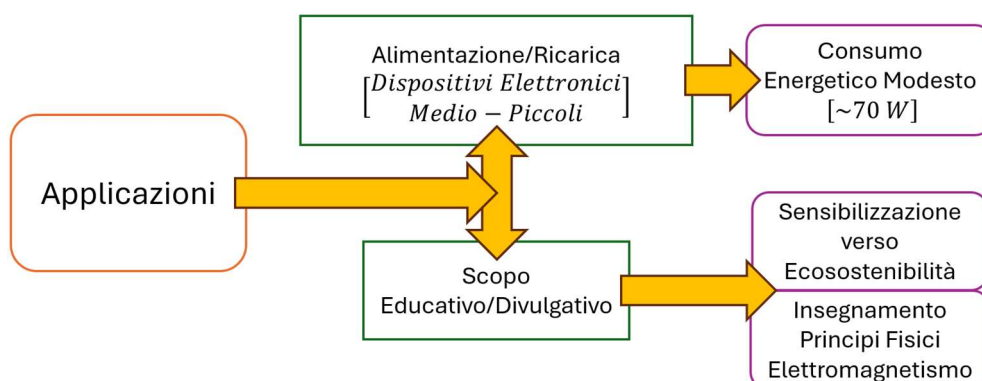 Applicazioni
Alimentazione/Ricarica
[Dispositivi Elettronici
Medio − Piccoli]
Consumo
Energetico Modesto
[~70 W]
Scopo
Educativo/Divulgativo
Sensibilizzazione
verso
Ecosostenibilità
Insegnamento
Principi Fisici
Elettromagnetismo